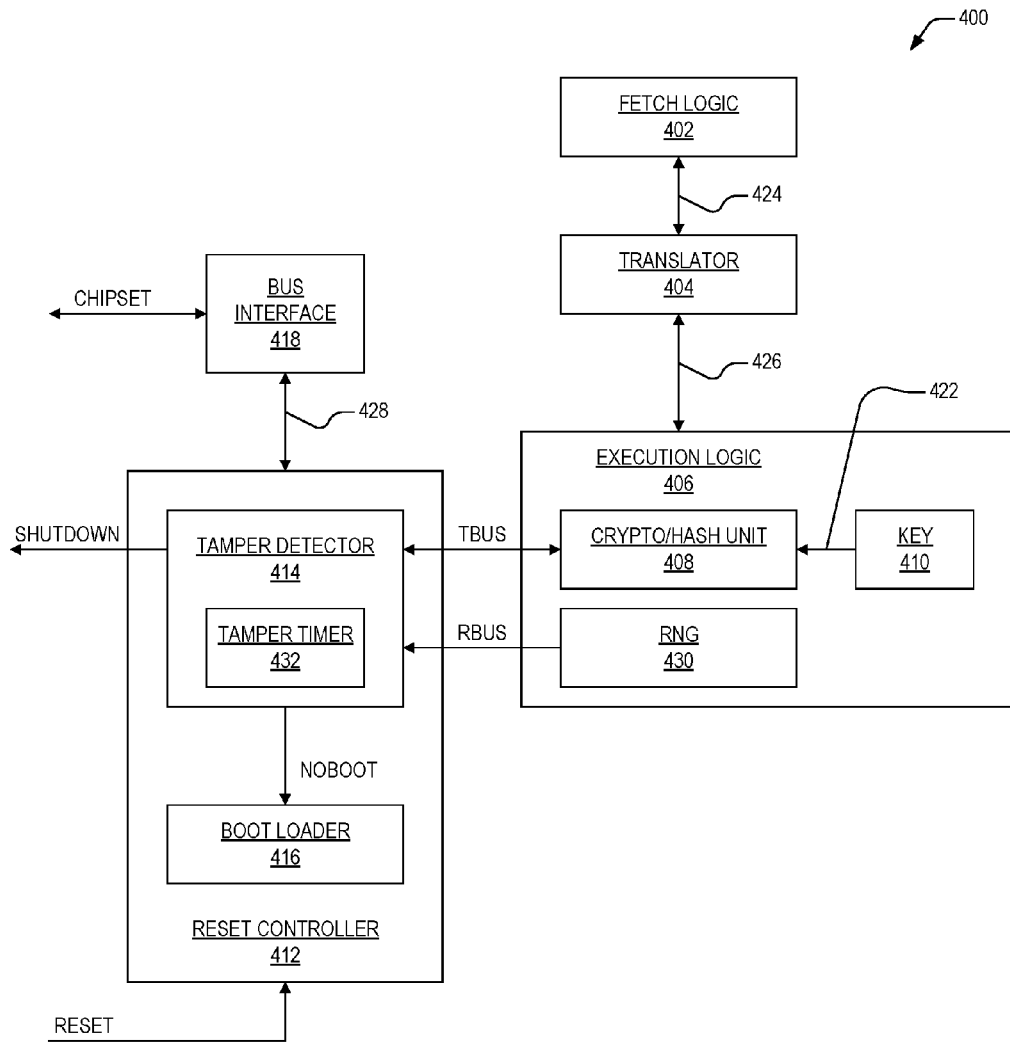 400
FETCH LOGIC
402
424
TRANSLATOR
404
BUS
INTERFACE
418
CHIPSET
426
422
428
EXECUTION LOGIC
406
SHUTDOWN
TAMPER DETECTOR
414
TBUS
CRYPTO/HASH UNIT
408
KEY
410
TAMPER TIMER
432
RBUS
RNG
430
NOBOOT
BOOT LOADER
416
RESET CONTROLLER
412
RESET